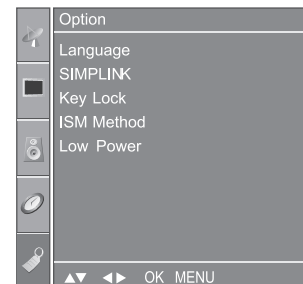 Option
Language
SIMPLINK
Key Lock
ISM Method
Low Power
▲▼ ◀▶ OK MENU